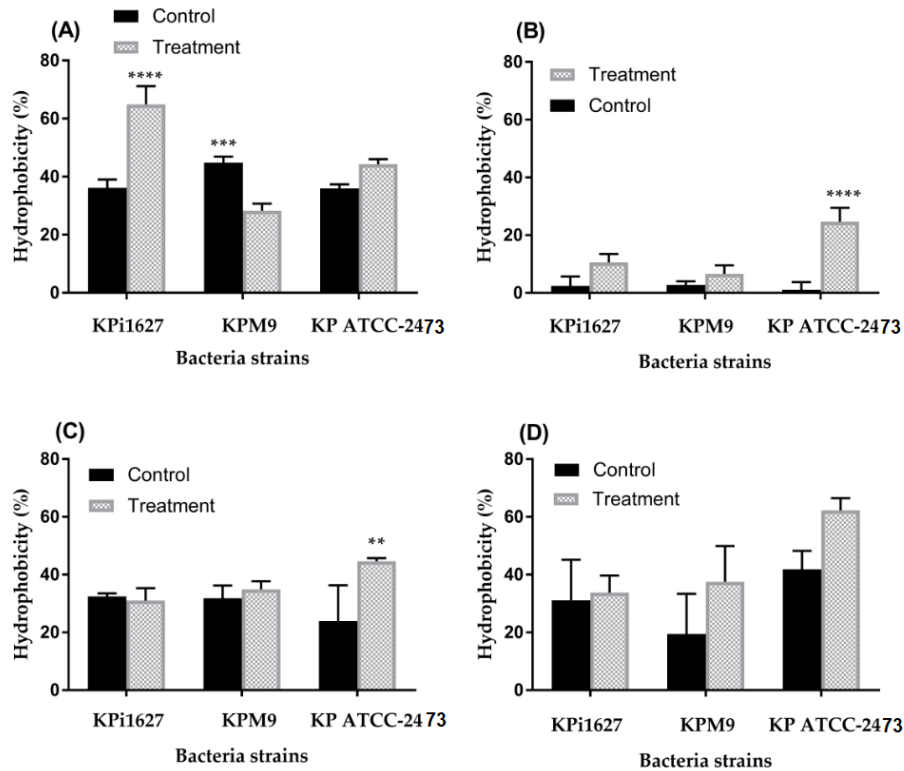 (A)
Control
Treatment
Hydrophobicity (%)
80
60
40
20
0
****
***
KPi1627 KPM9 KP ATCC-2473
Bacteria strains
(B)
Treatment
Control
Hydrophobicity (%)
80
60
40
20
0
****
KPi1627 KPM9 KP ATCC-2473
Bacteria strains
(C)
Control
Treatment
Hydrophobicity (%)
80
60
40
20
0
**
KPi1627 KPM9 KP ATCC-2473
Bacteria strains
(D)
Control
Treatment
Hydrophobicity (%)
80
60
40
20
0
KPi1627 KPM9 KP ATCC-2473
Bacteria strains